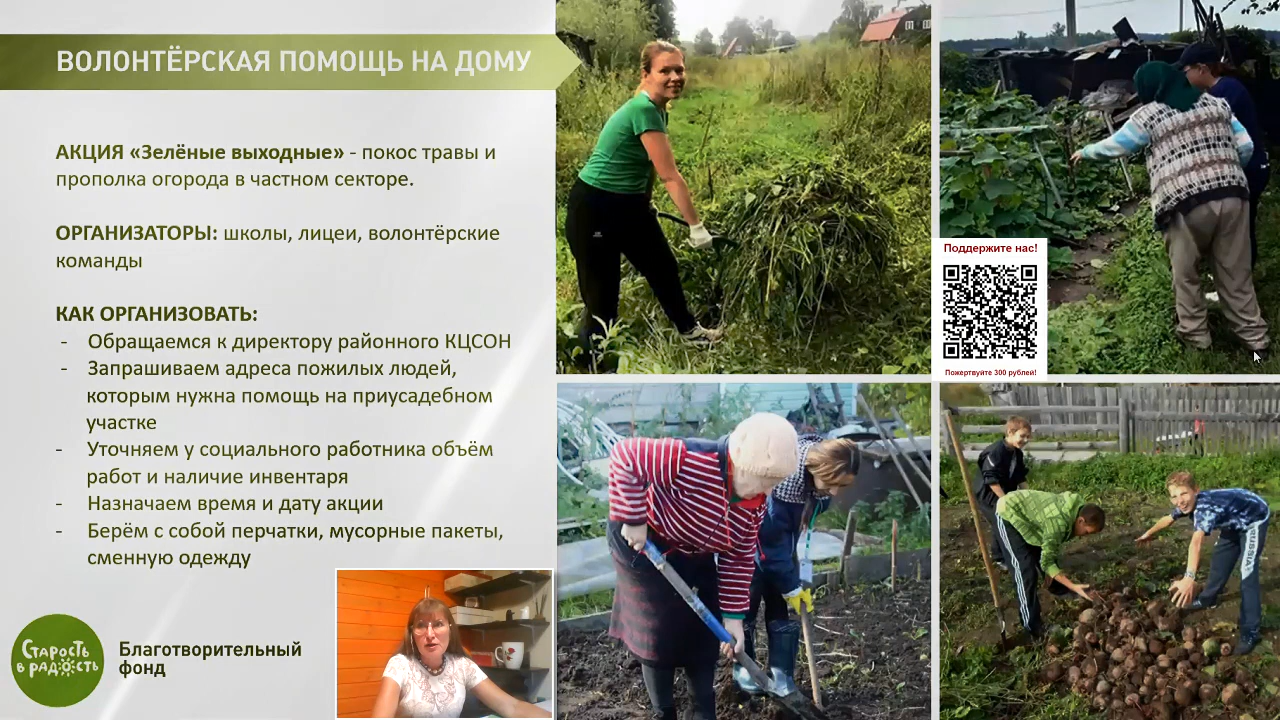 ВОЛОНТЁРСКАЯ ПОМОЩЬ НА ДОМУ
АКЦИЯ «Зелёные выходные» - покос травы и
прополка огорода в частном секторе.
ОРГАНИЗАТОРЫ: школы, лицеи, волонтёрские
команды
КАК ОРГАНИЗОВАТЬ:
- Обращаемся к директору районного КЦСОН
- Запрашиваем адреса пожилых людей,
которым нужна помощь на приусадебном
участке
- Уточняем у социального работника объём
работ и наличие инвентаря
- Назначаем время и дату акции
- Берём с собой перчатки, мусорные пакеты,
сменную одежду
Старость
в радость
Благотворительный
фонд
Поддержите нас!
Пожертвуйте 300 рублей!
RUSSIA